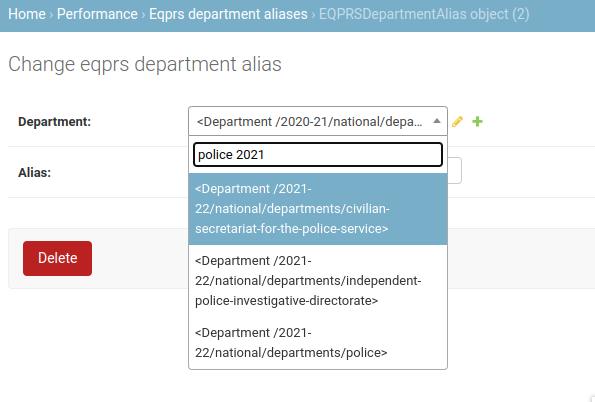 Home › Performance › Eqprs department aliases › EQPRSDepartmentAlias object (2)
Change eqprs department alias
Department:
<Department /2020-21/national/depa...
police 2021
Alias:
<Department /2021-
22/national/departments/civilian-
secretariat-for-the-police-service>
Delete
<Department /2021-
22/national/departments/independent-
police-investigative-directorate>
<Department /2021-
22/national/departments/police>